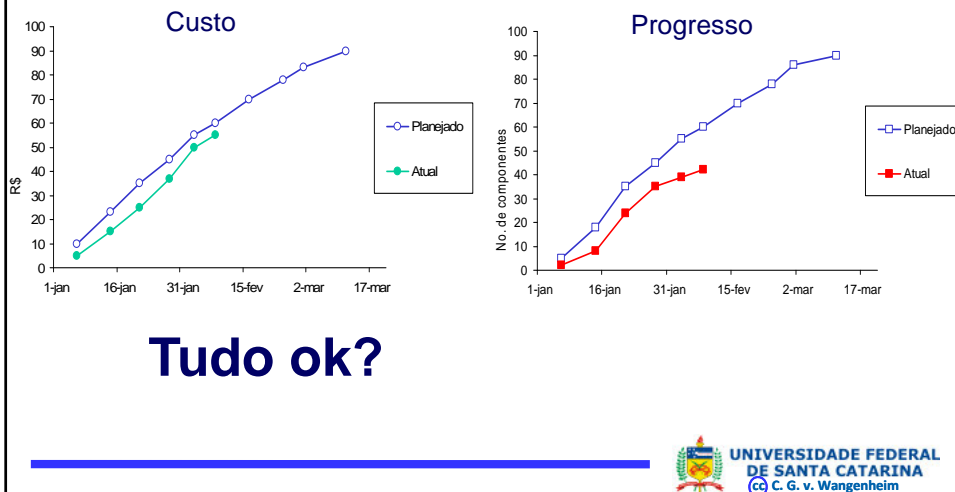 Custo
100
90
80
70
60
50
40
30
20
10
0
R$
1-jan 16-jan 31-jan 15-fev 2-mar 17-mar
Planejado
Atual
Progresso
100
90
80
70
60
50
40
30
20
10
0
No. de componentes
1-jan 16-jan 31-jan 15-fev 2-mar 17-mar
Planejado
Atual
Tudo ok?
UNIVERSIDADE FEDERAL
DE SANTA CATARINA
cc C. G. v. Wangenheim